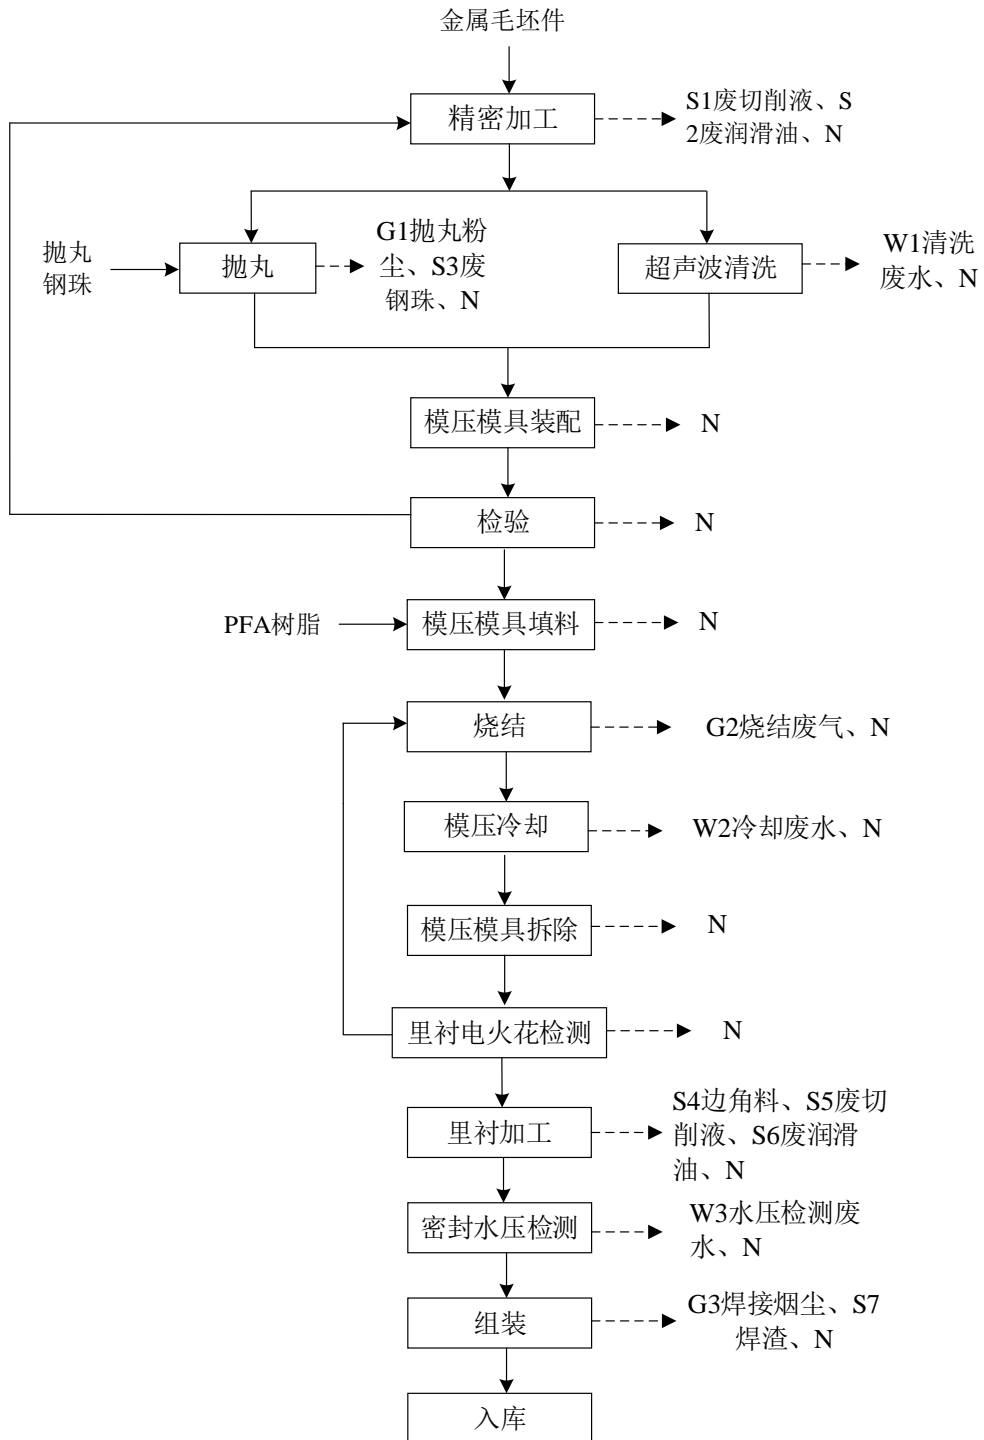 金属毛坯件
精密加工
S1废切削液、S
2废润滑油、N
抛丸
钢珠
抛丸
G1抛丸粉
尘、S3废
钢珠、N
超声波清洗
W1清洗
废水、N
模压模具装配
N
检验
N
PFA树脂
模压模具填料
N
烧结
G2烧结废气、N
模压冷却
W2冷却废水、N
模压模具拆除
N
里衬电火花检测
N
里衬加工
S4边角料、S5废切
削液、S6废润滑
油、N
密封水压检测
W3水压检测废
水、N
组装
G3焊接烟尘、S7
焊渣、N
入库